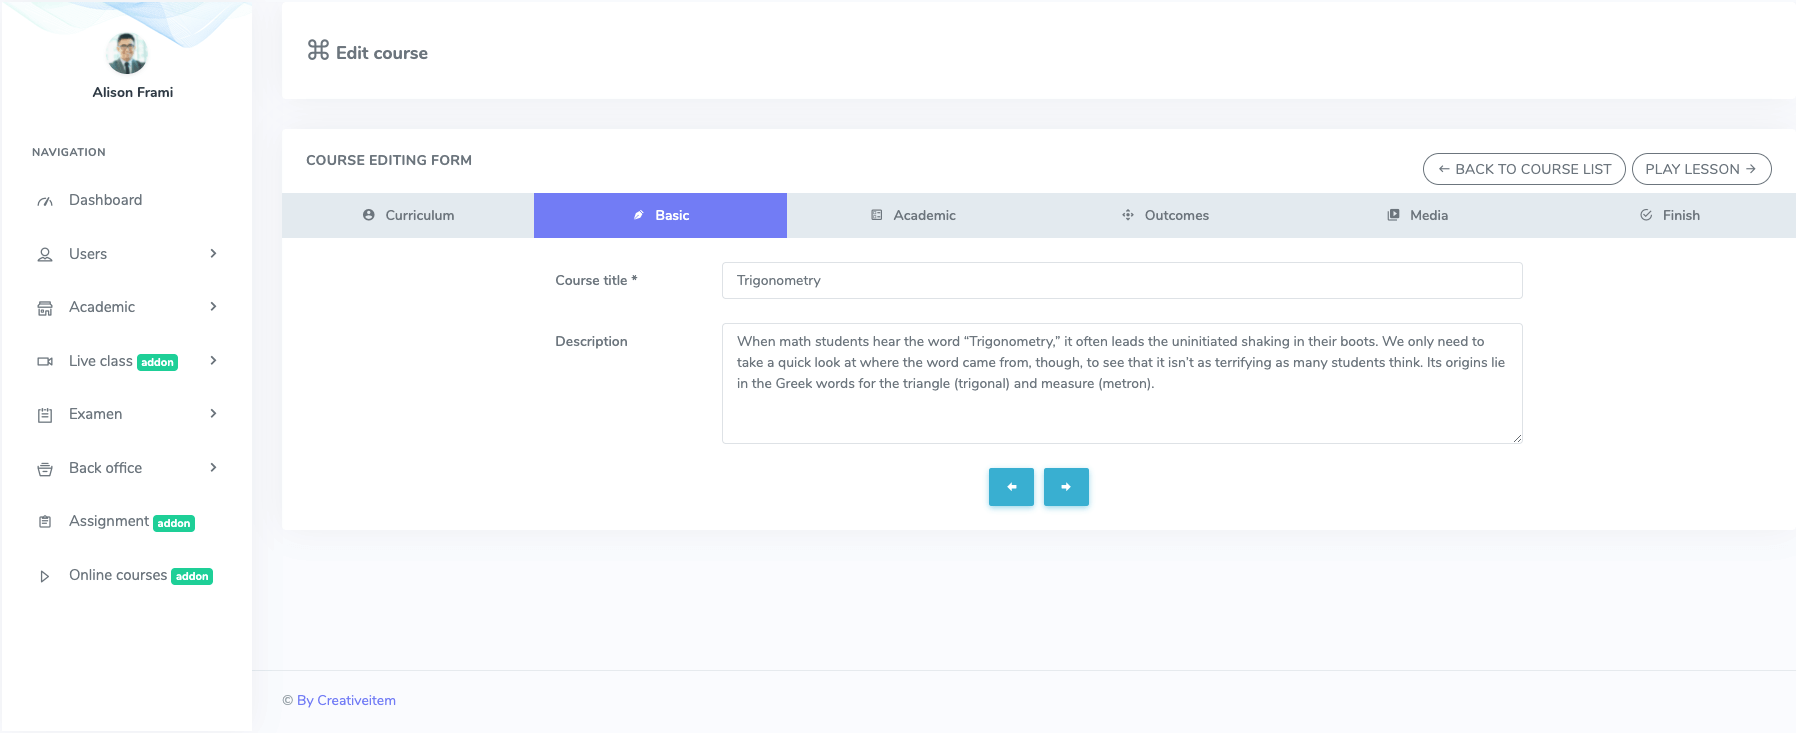 Alison Frami
NAVIGATION
Dashboard
Users
Academic
Live class addon
Examen
Back office
Assignment addon
Online courses addon
Edit course
COURSE EDITING FORM
← BACK TO COURSE LIST
PLAY LESSON →
Curriculum
Basic
Academic
Outcomes
Media
Finish
Course title *
Trigonometry
Description
When math students hear the word “Trigonometry,” it often leads the uninitiated shaking in their boots. We only need to
take a quick look at where the word came from, though, to see that it isn’t as terrifying as many students think. Its origins lie
in the Greek words for the triangle (trigonal) and measure (metron).
© By Creativeitem